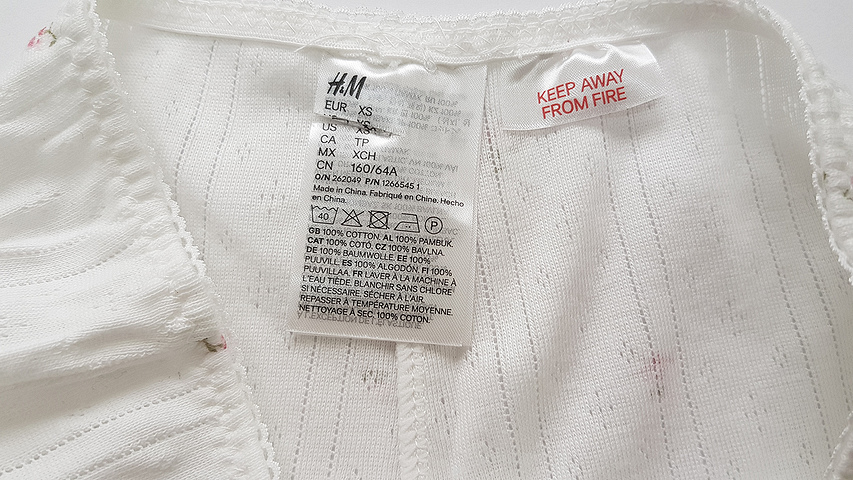 H&M
EUR XS
US XS
CA TP
MX XCH
CN 160/64A
O/N 262049 P/N 1266545 1
Made in China. Fabriqué en Chine. Hecho
en China.
40
P
GB 100% COTTON. AL 100% PAMBUK.
CAT 100% COTÓ. CZ 100% BAVLNA.
DE 100% BAUMWOLLE. EE 100%
PUUVILL. ES 100% ALGODÓN. FI 100%
PUUVILLAA. FR LAVER À LA MACHINE À
L'EAU TIÈDE. BLANCHIR SANS CHLORE
SI NÉCESSAIRE. SÉCHER À L'AIR.
REPASSER À TEMPÉRATURE MOYENNE.
NETTOYAGE À SEC. 100% COTON.
KEEP AWAY
FROM FIRE